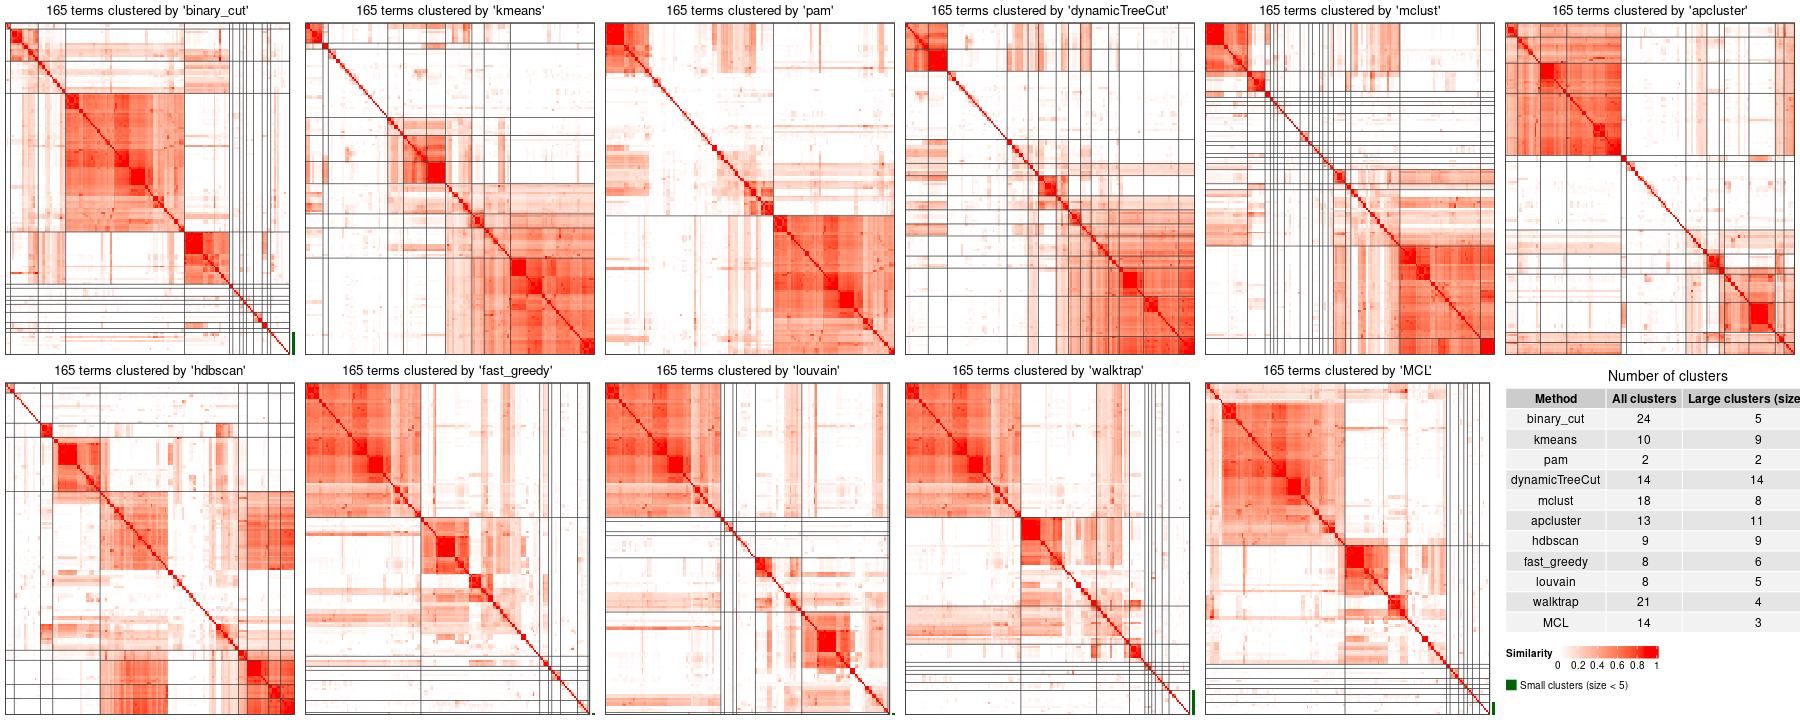 165 terms clustered by 'binary_cut'
165 terms clustered by 'kmeans'
165 terms clustered by 'pam'
165 terms clustered by 'dynamicTreeCut'
165 terms clustered by 'mclust'
165 terms clustered by 'apcluster'
165 terms clustered by 'hdbscan'
165 terms clustered by 'fast_greedy'
165 terms clustered by 'louvain'
165 terms clustered by 'walktrap'
165 terms clustered by 'MCL'
Number of clusters
Method All clusters Large clusters (size
binary_cut 24 5
kmeans 10 9
pam 2 2
dynamicTreeCut 14 14
mclust 18 8
apcluster 13 11
hdbscan 9 9
fast_greedy 8 6
louvain 8 5
walktrap 21 4
MCL 14 3
Similarity
0 0.2 0.4 0.6 0.8 1
Small clusters (size < 5)